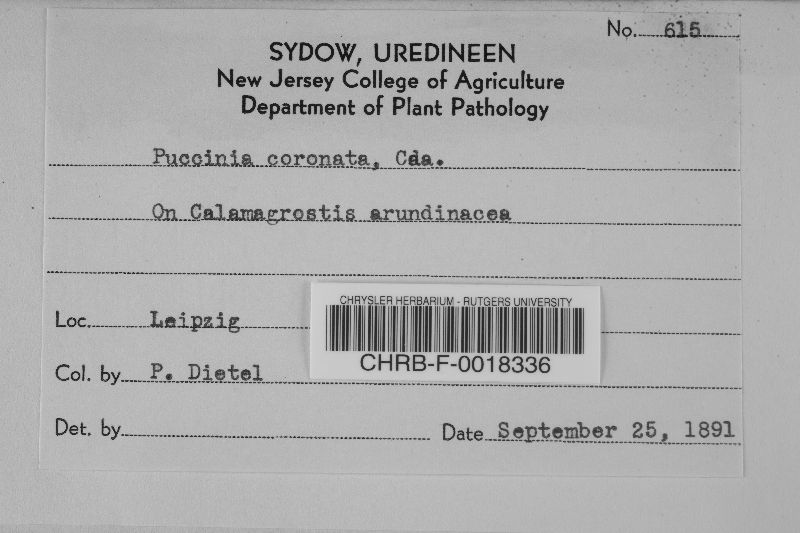 No. 615
SYDOW, UREDINEEN
New Jersey College of Agriculture
Department of Plant Pathology
Puccinia coronata, Cda.
On Calamagrostis arundinacea
CHRYSLER HERBARIUM - RUTGERS UNIVERSITY
Loc. Leipzig
CHRB-F-0018336
Col. by P. Dietel
Det. by
Date September 25, 1891